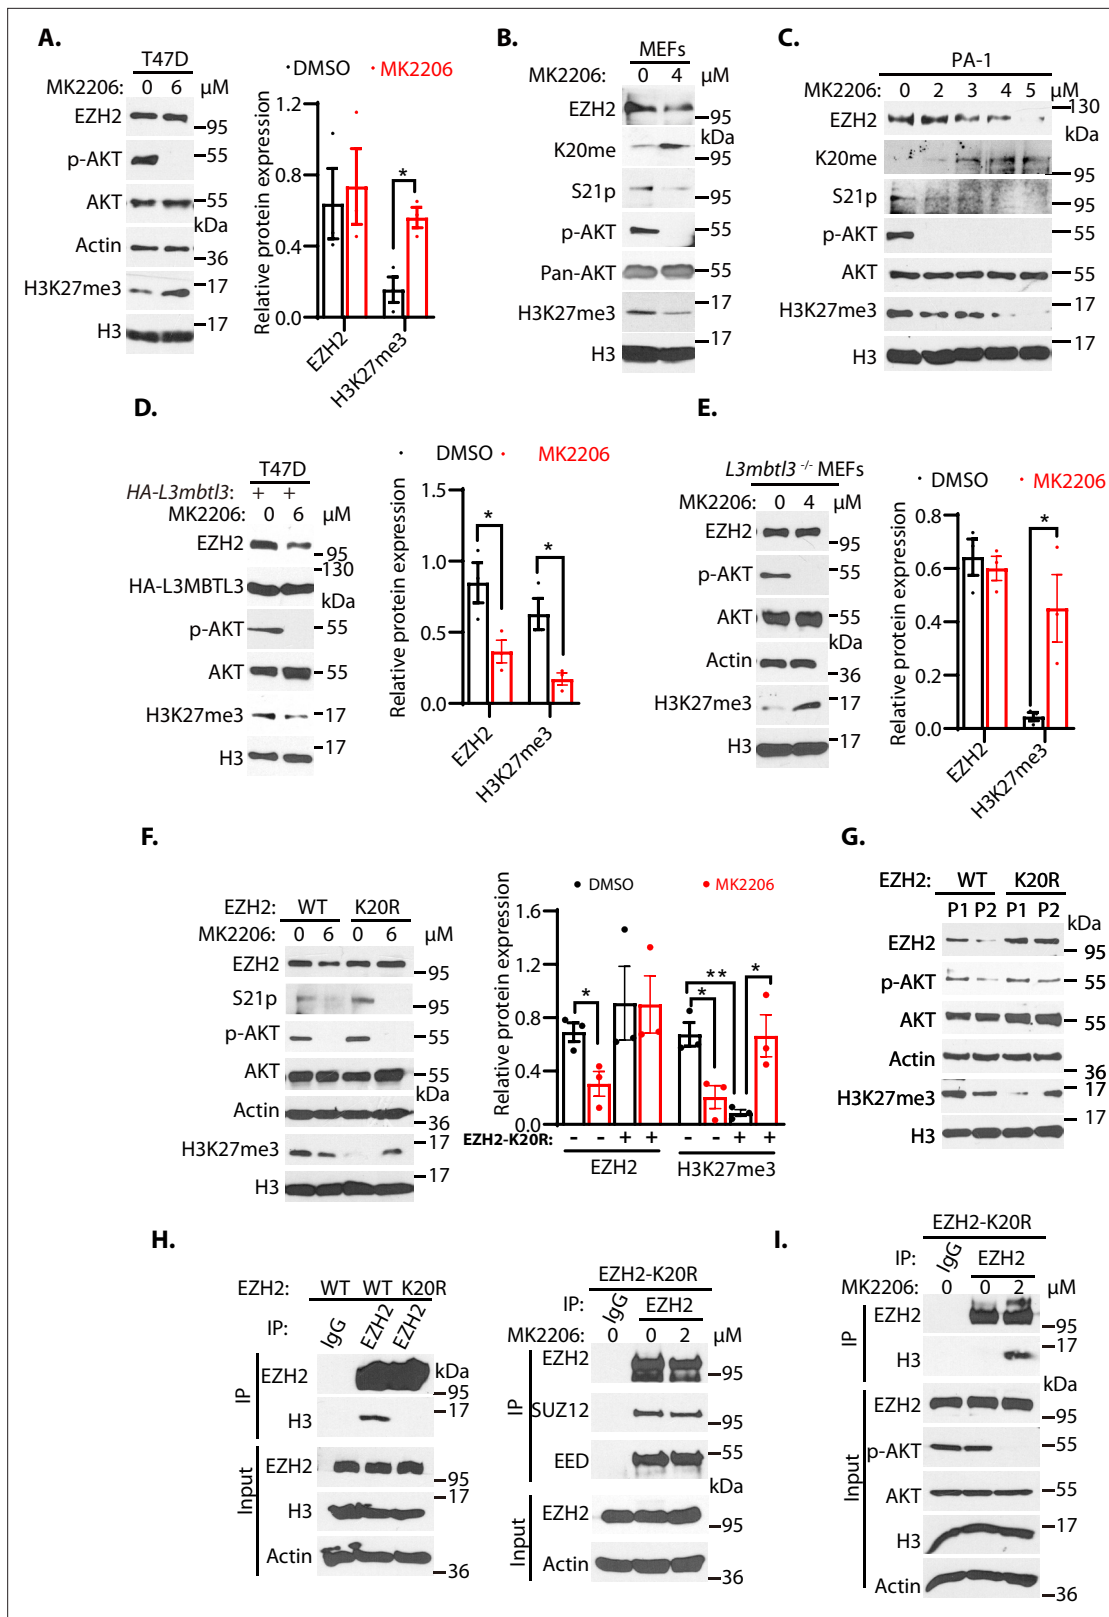 A.
T47D
MK2206: 0 6 μM
EZH2
95
p-AKT
55
AKT
55
kDa
Actin
36
H3K27me3
17
H3
17
DMSO MK2206
Relative protein expression
1.2
0.8
0.4
0.0
*
EZH2
H3K27me3
B.
MEFs
MK2206: 0 4 μM
EZH2
95
kDa
K20me
95
S21p
p-AKT
55
Pan-AKT
55
H3K27me3
17
H3
17
C.
PA-1
MK2206: 0 2 3 4 5 μM
130
EZH2
kDa
K20me
95
S21p
95
p-AKT
55
AKT
55
H3K27me3
17
H3
17
D.
T47D
HA-L3mbtl3: + +
MK2206: 0 6 μM
EZH2
95
130
HA-L3MBTL3
kDa
p-AKT
55
AKT
55
H3K27me3
17
H3
17
DMSO MK2206
Relative protein expression
1.5
1.0
0.5
0.0
*
*
EZH2
H3K27me3
E.
L3mbtl3 -/- MEFs
MK2206: 0 4 μM
EZH2
95
p-AKT
55
AKT
55
kDa
Actin
36
H3K27me3
17
H3
17
DMSO MK2206
Relative protein expression
0.8
0.6
0.4
0.2
0.0
*
EZH2
H3K27me3
F.
EZH2: WT K20R
MK2206: 0 6 0 6 μM
EZH2
95
S21p
95
p-AKT
55
AKT
55
kDa
Actin
36
H3K27me3
17
H3
17
DMSO MK2206
Relative protein expression
1.6
1.2
0.8
0.4
0.0
*
**
*
*
EZH2-K20R: - - + + - - + +
EZH2 H3K27me3
G.
EZH2: WT K20R
P1 P2 P1 P2
kDa
EZH2
95
p-AKT
55
AKT
55
Actin
36
H3K27me3
17
17
H3
H.
EZH2: WT WT K20R
IP: IgG EZH2 EZH2
IP
EZH2
kDa
95
H3
17
Input
EZH2
95
H3
17
Actin
36
EZH2-K20R
IP: IgG EZH2
MK2206: 0 0 2 μM
IP
EZH2
95
SUZ12
95
EED
55
kDa
Input
EZH2
95
Actin
36
I.
EZH2-K20R
IP: IgG EZH2
MK2206: 0 0 2 μM
IP
EZH2
95
H3
17
kDa
Input
EZH2
95
p-AKT
55
AKT
55
H3
17
Actin
36